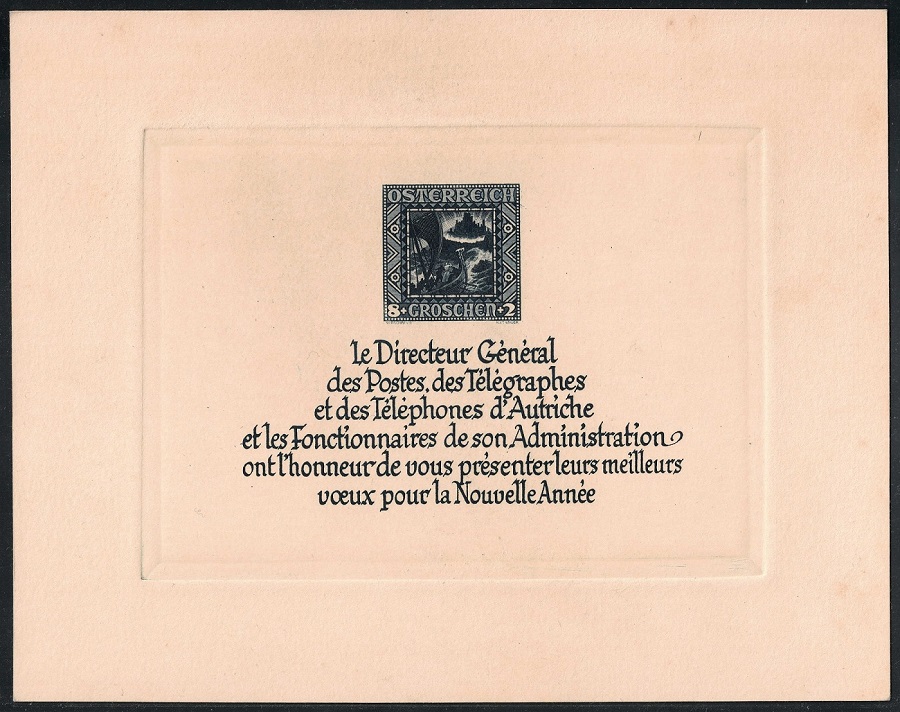 ÖSTERREICH
8+GROSCHEN+2
Le Directeur Général
des Postes, des Télégraphes
et des Téléphones d'Autriche
et les Fonctionnaires de son Administration
ont l'honneur de vous présenter leurs meilleurs
vœux pour la Nouvelle Année